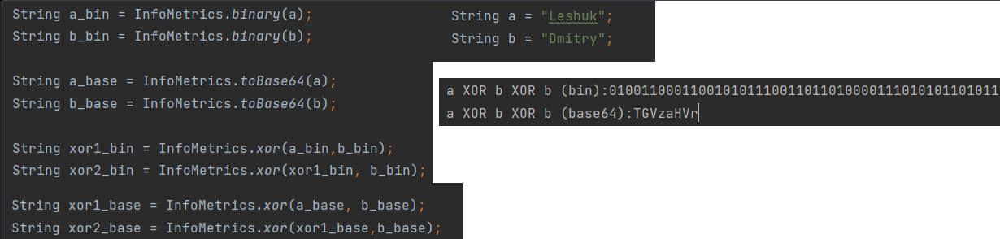 String a_bin = InfoMetrics.binary(a);
String b_bin = InfoMetrics.binary(b);
String a_base = InfoMetrics.toBase64(a);
String b_base = InfoMetrics.toBase64(b);
String xor1_bin = InfoMetrics.xor(a_bin,b_bin);
String xor2_bin = InfoMetrics.xor(xor1_bin, b_bin);
String xor1_base = InfoMetrics.xor(a_base, b_base);
String xor2_base = InfoMetrics.xor(xor1_base,b_base);
String a = "Leshuk";
String b = "Dmitry";
a XOR b XOR b (bin):010011000110010101110011011010000111010101101011
a XOR b XOR b (base64):TGVzaHVr